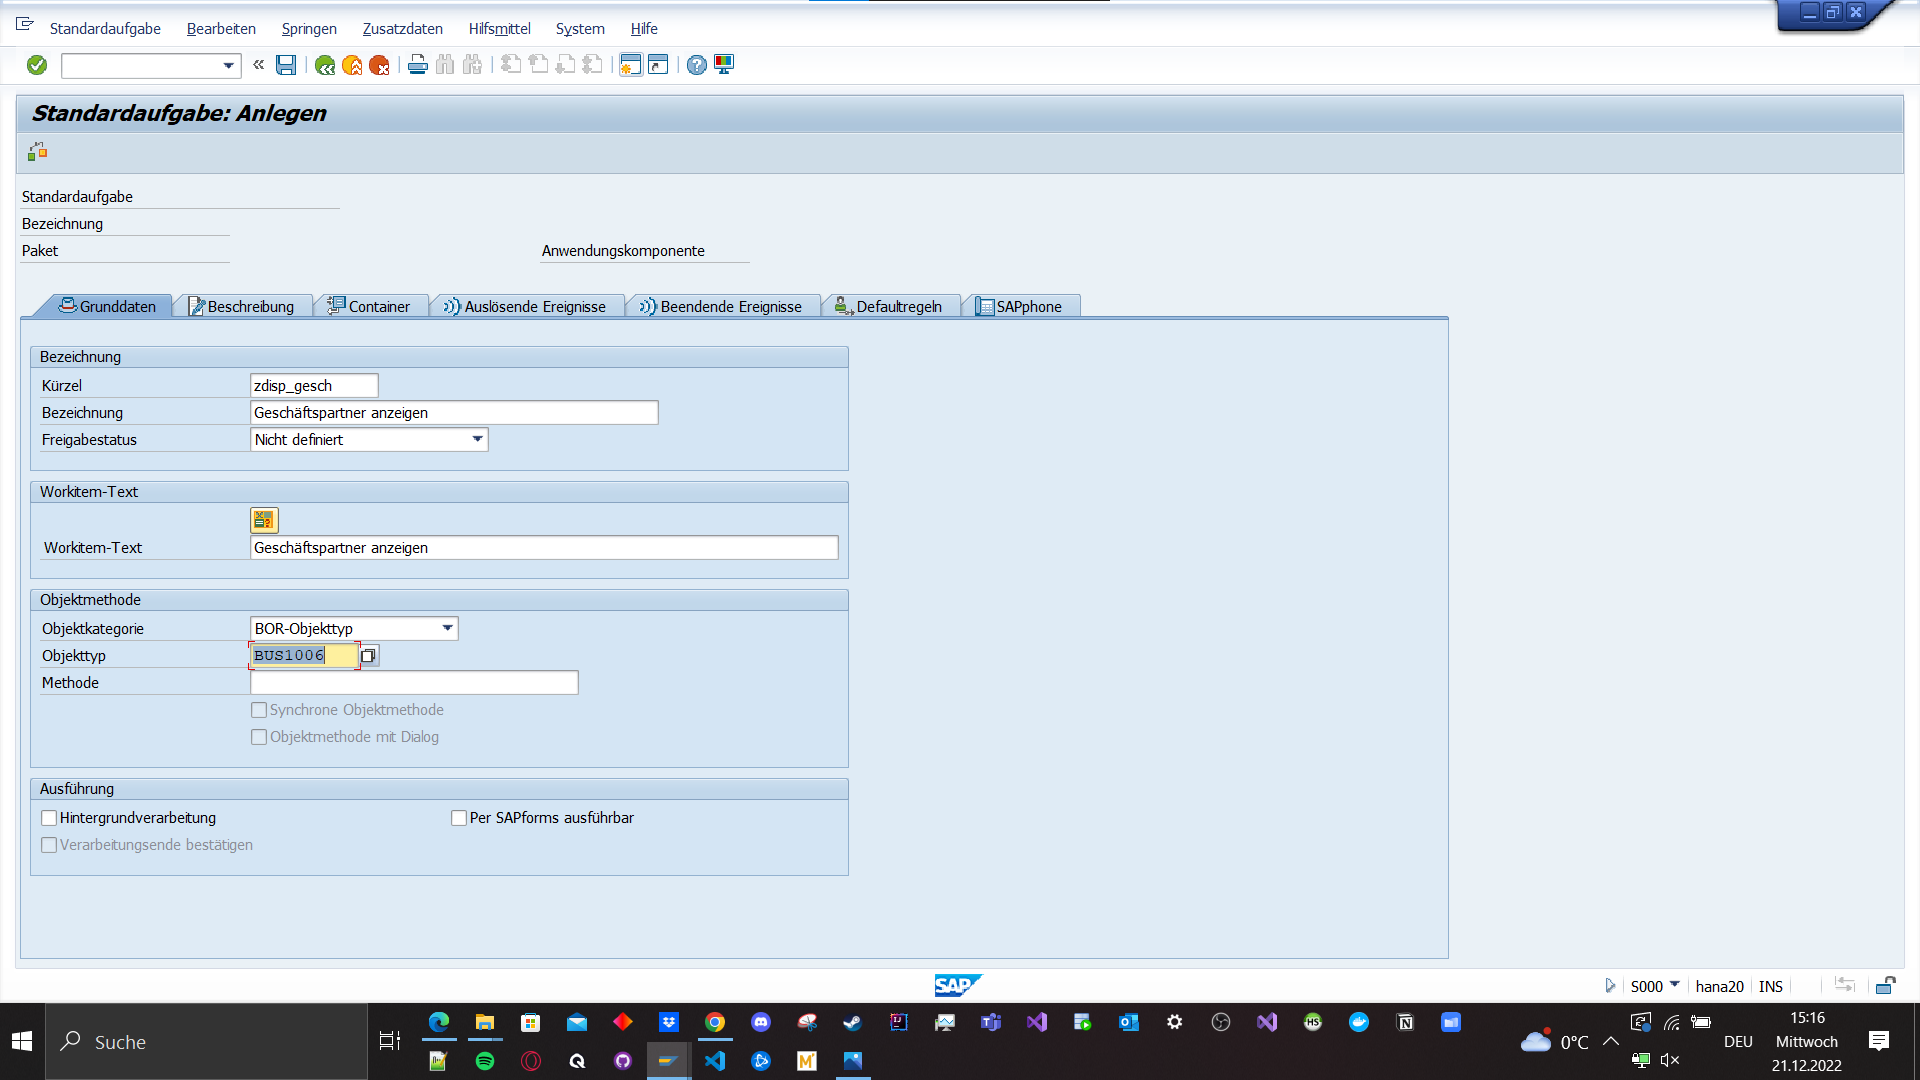 Standardaufgabe Bearbeiten Springen Zusatzdaten Hilfsmittel System Hilfe
Standardaufgabe: Anlegen
Standardaufgabe
Bezeichnung
Paket Anwendungskomponente
Grunddaten Beschreibung Container Auslösende Ereignisse Beendende Ereignisse Defaultregeln SAPphone
Bezeichnung
Kürzel zdisp_gesch
Bezeichnung Geschäftspartner anzeigen
Freigabestatus Nicht definiert
Workitem-Text
Workitem-Text Geschäftspartner anzeigen
Objektmethode
Objektkategorie BOR-Objekttyp
Objekttyp BUS1006
Methode
Synchrone Objektmethode
Objektmethode mit Dialog
Ausführung
Hintergrundverarbeitung Per SAPforms ausführbar
Verarbeitungsende bestätigen
SAP S000 hana20 INS
Suche 0°C DEU 15:16
Mittwoch
21.12.2022